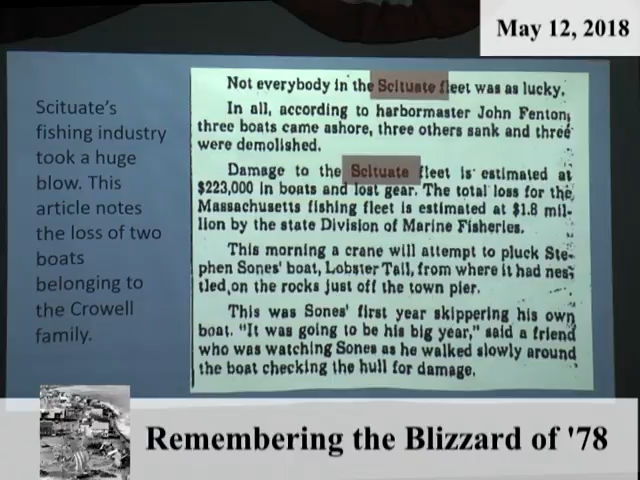 May 12, 2018
Scituate's
fishing industry
took a huge
blow. This
article notes
the loss of two
boats
belonging to
the Crowell
family.
Not everybody in the Scituate fleet was as lucky.
In all, according to harbormaster John Fenton,
three boats came ashore, three others sank and three
were demolished.
Damage to the Scituate fleet is estimated at
$223,000 in boats and lost gear. The total loss for the
Massachusetts fishing fleet is estimated at $1.8 mil-
lion by the state Division of Marine Fisheries.
This morning a crane will attempt to pluck Ste-
phen Sones' boat, Lobster Tail, from where it had nes-
tled on the rocks just off the town pier.
This was Sones' first year skippering his own
boat. "It was going to be his big year," said a friend
who was watching Sones as he walked slowly around
the boat checking the hull for damage.
Remembering the Blizzard of '78